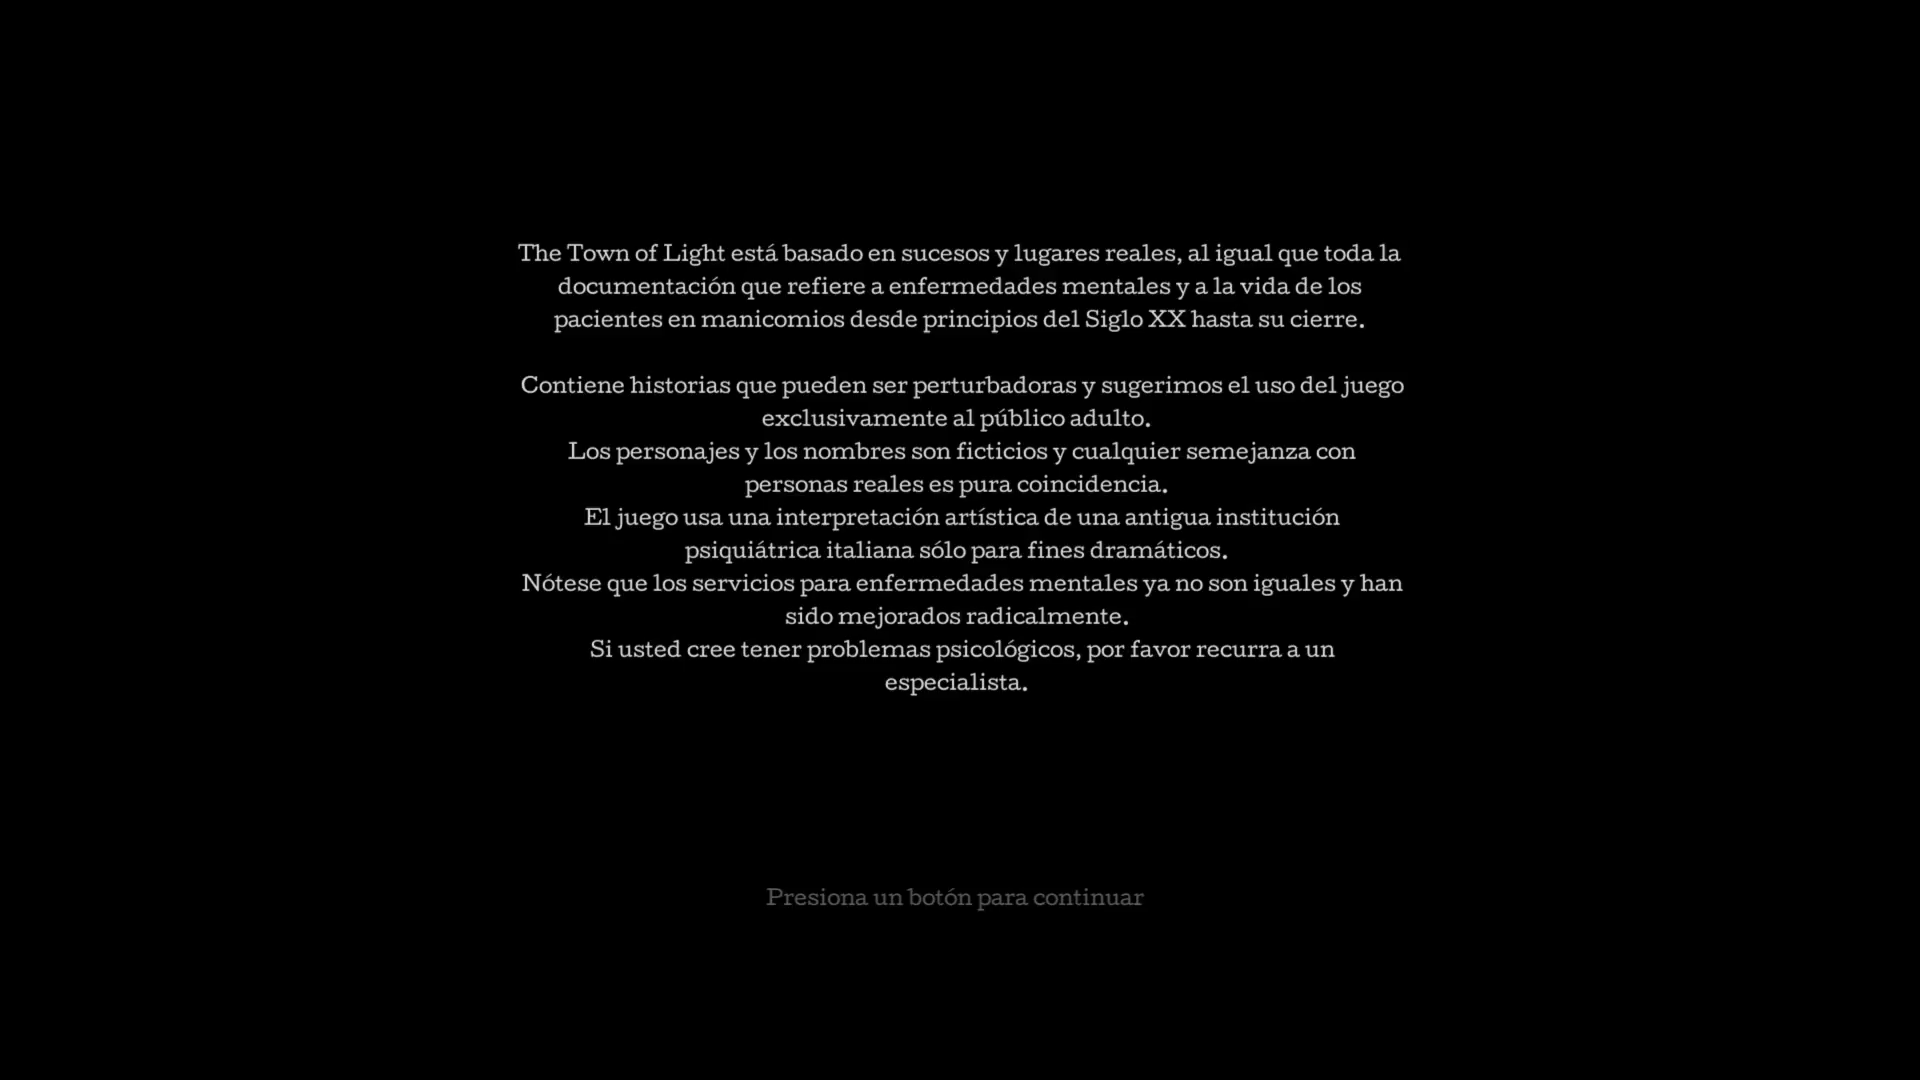 The Town of Light está basado en sucesos y lugares reales, al igual que toda la
documentación que refiere a enfermedades mentales y a la vida de los
pacientes en manicomios desde principios del Siglo XX hasta su cierre.
Contiene historias que pueden ser perturbadoras y sugerimos el uso del juego
exclusivamente al público adulto.
Los personajes y los nombres son ficticios y cualquier semejanza con
personas reales es pura coincidencia.
El juego usa una interpretación artística de una antigua institución
psiquiátrica italiana sólo para fines dramáticos.
Nótese que los servicios para enfermedades mentales ya no son iguales y han
sido mejorados radicalmente.
Si usted cree tener problemas psicológicos, por favor recurra a un
especialista.
Presiona un botón para continuar